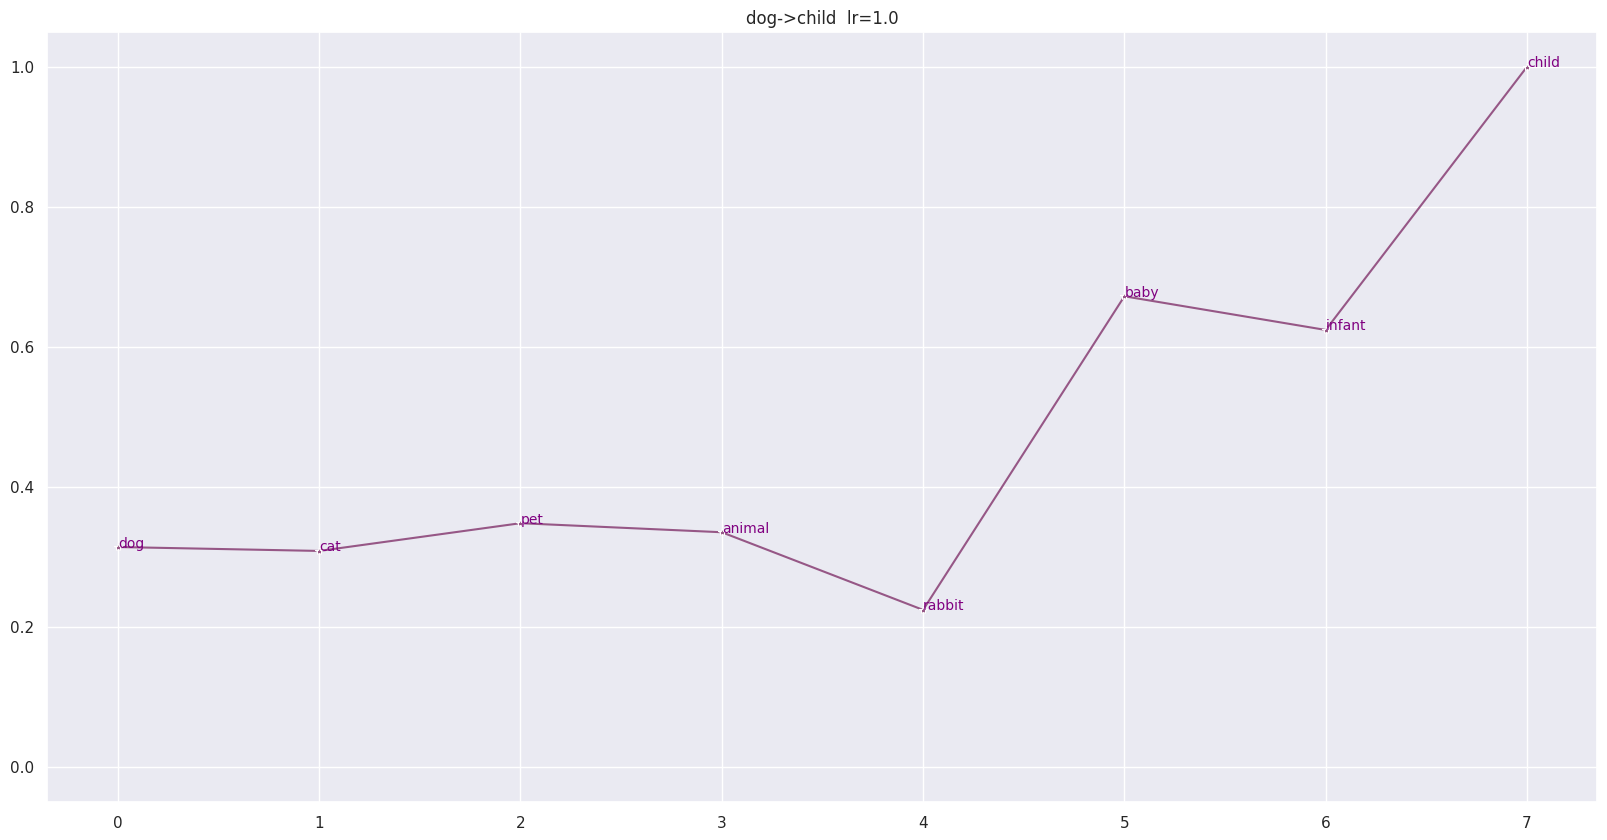 dog->child lr=1.0
1.0
child
0.8
baby
0.6
infant
0.4
pet
animal
dog
cat
rabbit
0.2
0.0
0 1 2 3 4 5 6 7